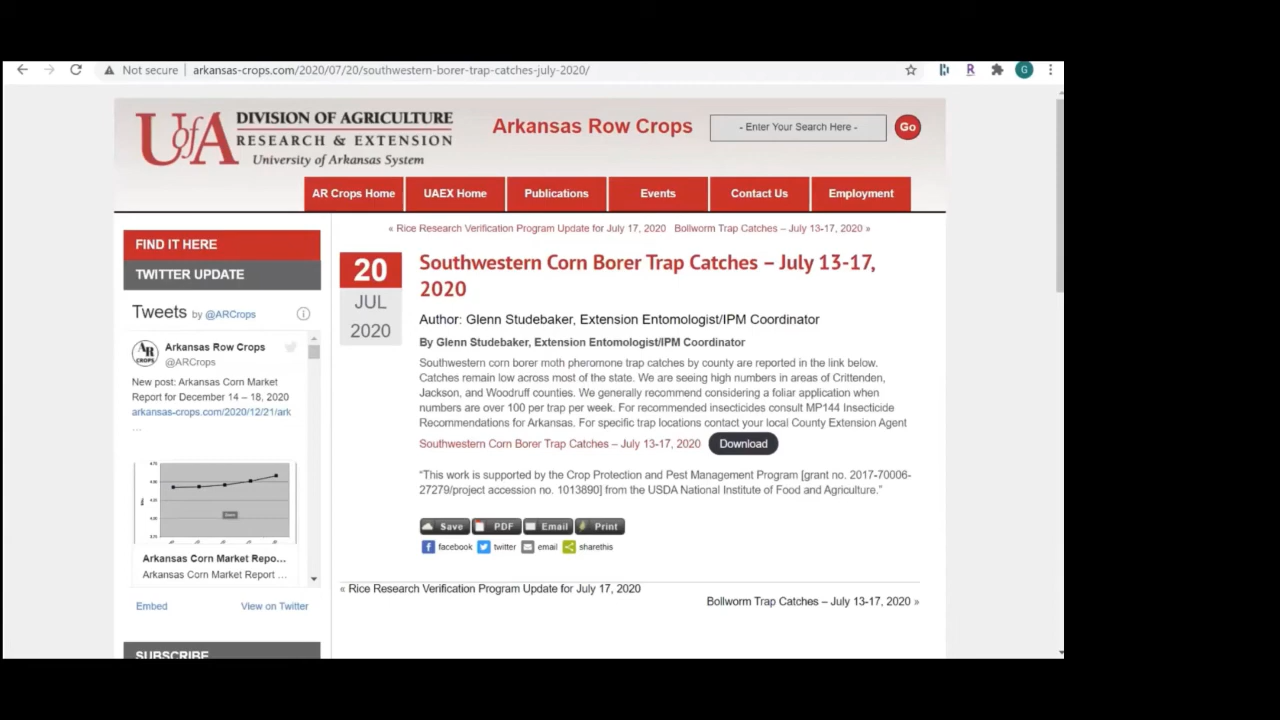 Not secure
arkansas-crops.com/2020/07/20/southwestern-borer-trap-catches-july-2020/
R
G
UofA
DIVISION OF AGRICULTURE
RESEARCH & EXTENSION
University of Arkansas System
Arkansas Row Crops
- Enter Your Search Here -
Go
AR Crops Home
UAEX Home
Publications
Events
Contact Us
Employment
FIND IT HERE
TWITTER UPDATE
Tweets by @ARCrops
AR
CROPS
Arkansas Row Crops
@ARCrops
New post: Arkansas Corn Market
Report for December 14 – 18, 2020
arkansas-crops.com/2020/12/21/ark
…
Arkansas Corn Market Repo...
Arkansas Corn Market Report ...
Embed
View on Twitter
SUBSCRIBE
« Rice Research Verification Program Update for July 17, 2020
Bollworm Trap Catches – July 13-17, 2020 »
20
JUL
2020
Southwestern Corn Borer Trap Catches – July 13-17,
2020
Author: Glenn Studebaker, Extension Entomologist/IPM Coordinator
By Glenn Studebaker, Extension Entomologist/IPM Coordinator
Southwestern corn borer moth pheromone trap catches by county are reported in the link below.
Catches remain low across most of the state. We are seeing high numbers in areas of Crittenden,
Jackson, and Woodruff counties. We generally recommend considering a foliar application when
numbers are over 100 per trap per week. For recommended insecticides consult MP144 Insecticide
Recommendations for Arkansas. For specific trap locations contact your local County Extension Agent
Southwestern Corn Borer Trap Catches – July 13-17, 2020
Download
“This work is supported by the Crop Protection and Pest Management Program [grant no. 2017-70006-
27279/project accession no. 1013890] from the USDA National Institute of Food and Agriculture.”
Save
PDF
Email
Print
facebook
twitter
email
sharethis
« Rice Research Verification Program Update for July 17, 2020
Bollworm Trap Catches – July 13-17, 2020 »